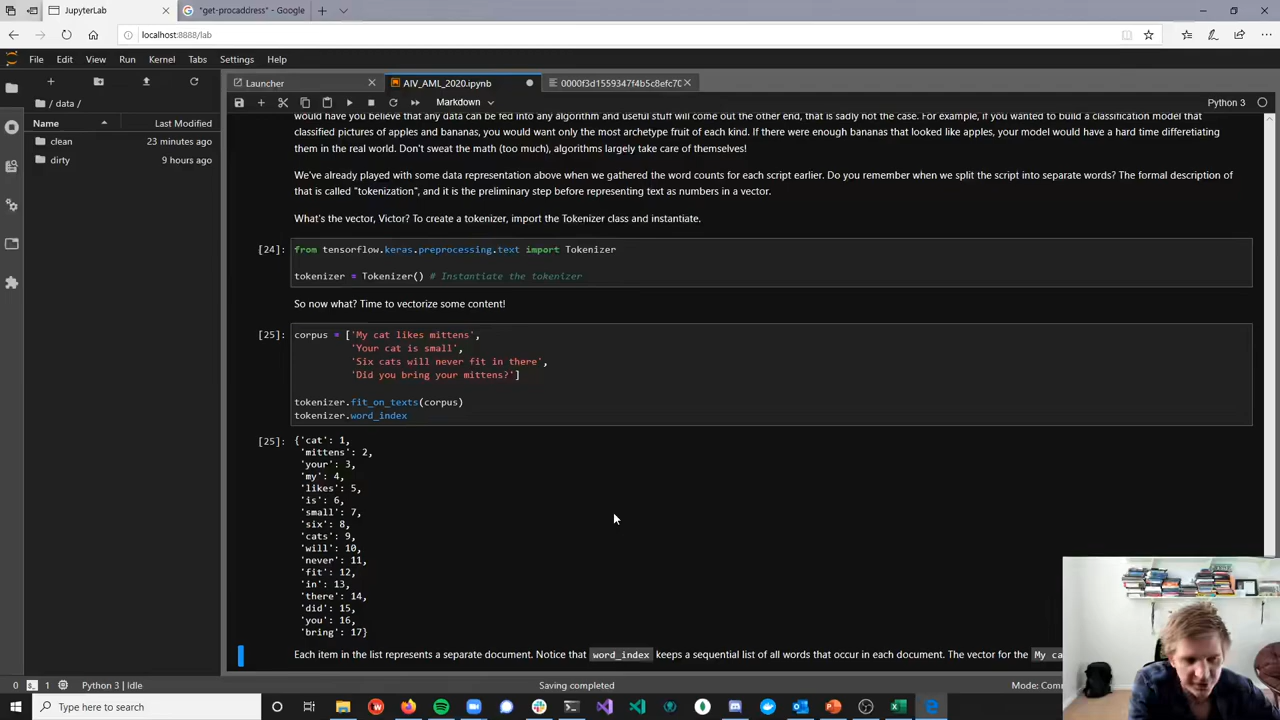 JupyterLab
"get-procaddress" - Google
localhost:8888/lab
File Edit View Run Kernel Tabs Settings Help
Launcher
AIV_AML_2020.ipynb
0000f3d1559347f4b5c8efc7C
Markdown
Python 3
/ data /
Name Last Modified
clean 23 minutes ago
dirty 9 hours ago
would have you believe that any data can be fed into any algorithm and useful stuff will come out the other end, that is sadly not the case. For example, if you wanted to build a classification model that
classified pictures of apples and bananas, you would want only the most archetype fruit of each kind. If there were enough bananas that looked like apples, your model would have a hard time differetiating
them in the real world. Don't sweat the math (too much), algorithms largely take care of themselves!
We've already played with some data representation above when we gathered the word counts for each script earlier. Do you remember when we split the script into separate words? The formal description of
that is called "tokenization", and it is the preliminary step before representing text as numbers in a vector.
What's the vector, Victor? To create a tokenizer, import the Tokenizer class and instantiate.
[24]: from tensorflow.keras.preprocessing.text import Tokenizer
tokenizer = Tokenizer() # Instantiate the tokenizer
So now what? Time to vectorize some content!
[25]: corpus = ['My cat likes mittens',
'Your cat is small',
'Six cats will never fit in there',
'Did you bring your mittens?']
tokenizer.fit_on_texts(corpus)
tokenizer.word_index
[25]: {'cat': 1,
'mittens': 2,
'your': 3,
'my': 4,
'likes': 5,
'is': 6,
'small': 7,
'six': 8,
'cats': 9,
'will': 10,
'never': 11,
'fit': 12,
'in': 13,
'there': 14,
'did': 15,
'you': 16,
'bring': 17}
Each item in the list represents a separate document. Notice that word_index keeps a sequential list of all words that occur in each document. The vector for the My ca
0 1 Python 3 | Idle Saving completed Mode: Com
Type here to search